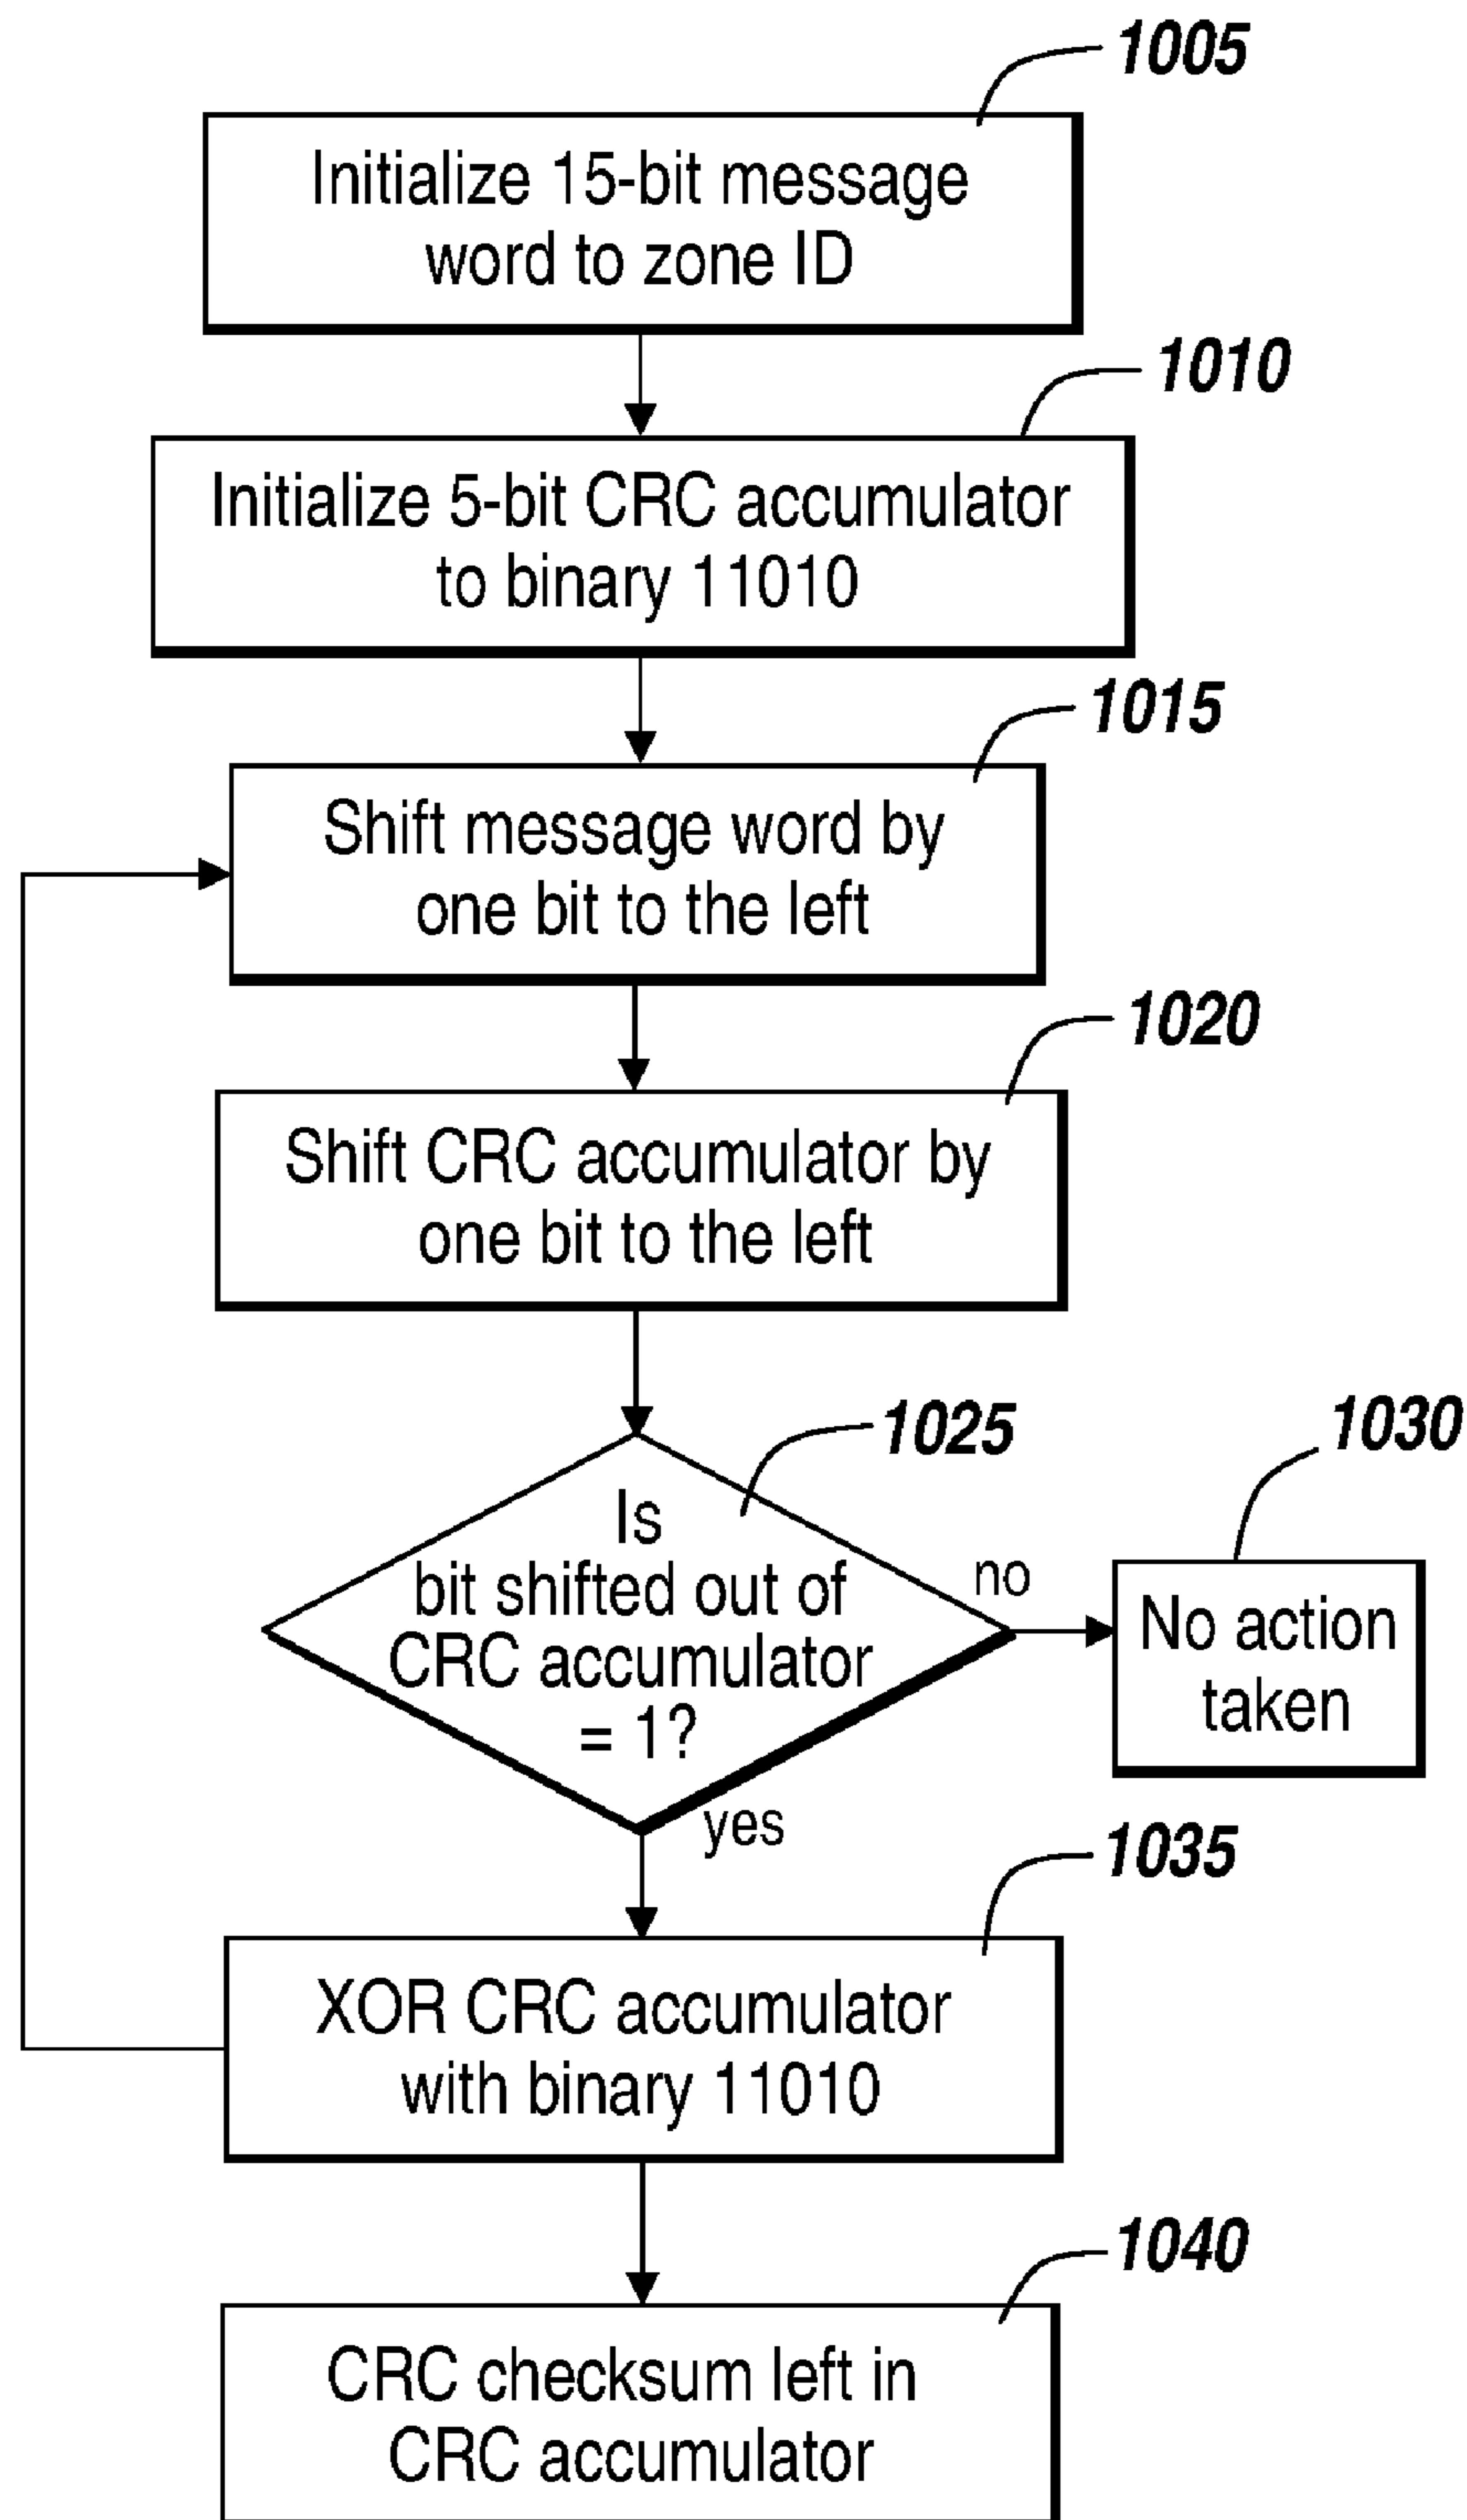 1005
Initialize 15-bit message
word to zone ID
1010
Initialize 5-bit CRC accumulator
to binary 11010
1015
Shift message word by
one bit to the left
1020
Shift CRC accumulator by
one bit to the left
1025
Is
bit shifted out of
CRC accumulator
= 1?
no
1030
No action
taken
yes
1035
XOR CRC accumulator
with binary 11010
1040
CRC checksum left in
CRC accumulator